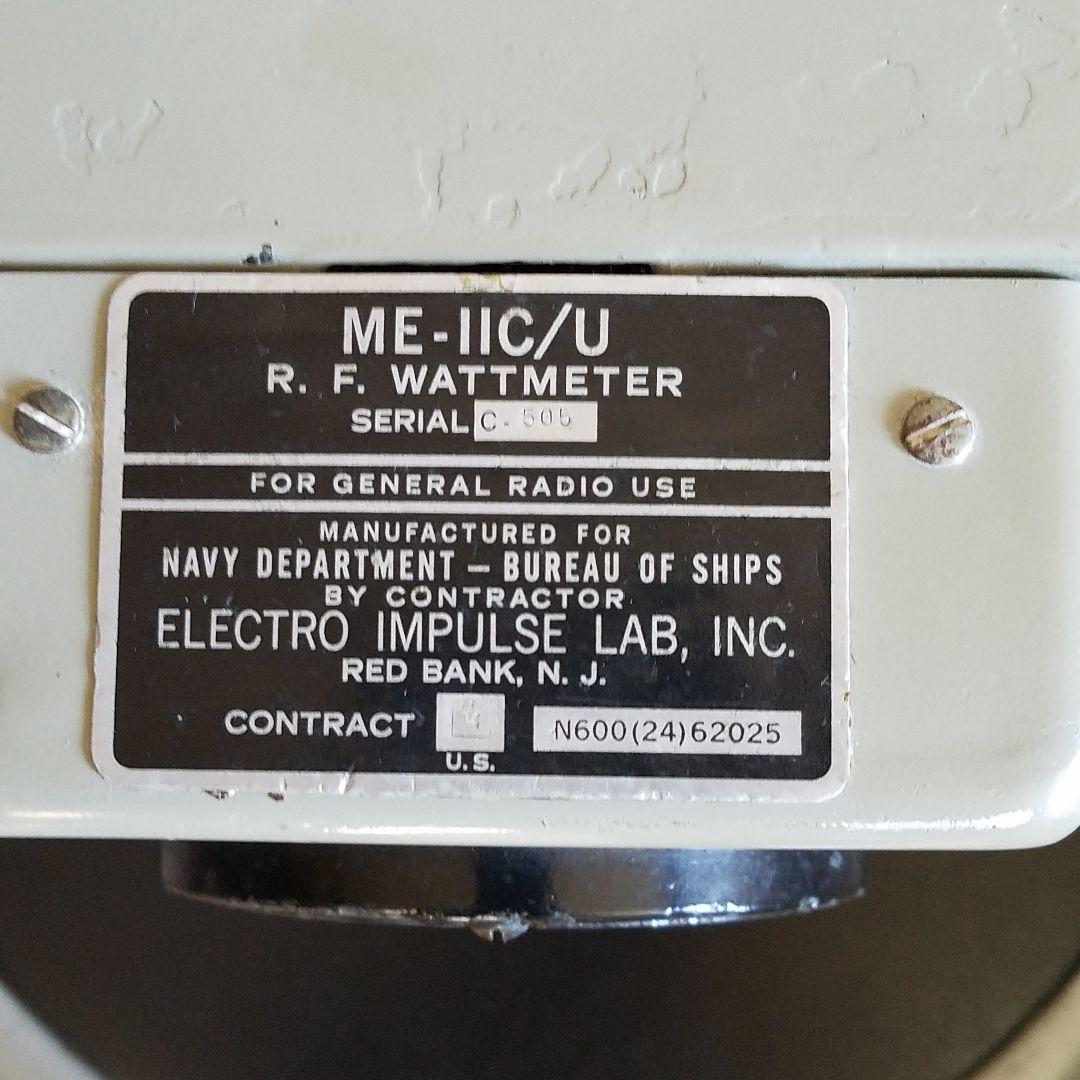 ME-11C/U
R. F. WATTMETER
SERIAL C- 505
FOR GENERAL RADIO USE
MANUFACTURED FOR
NAVY DEPARTMENT — BUREAU OF SHIPS
BY CONTRACTOR
ELECTRO IMPULSE LAB, INC.
RED BANK, N. J.
CONTRACT N600(24)62025
U.S.